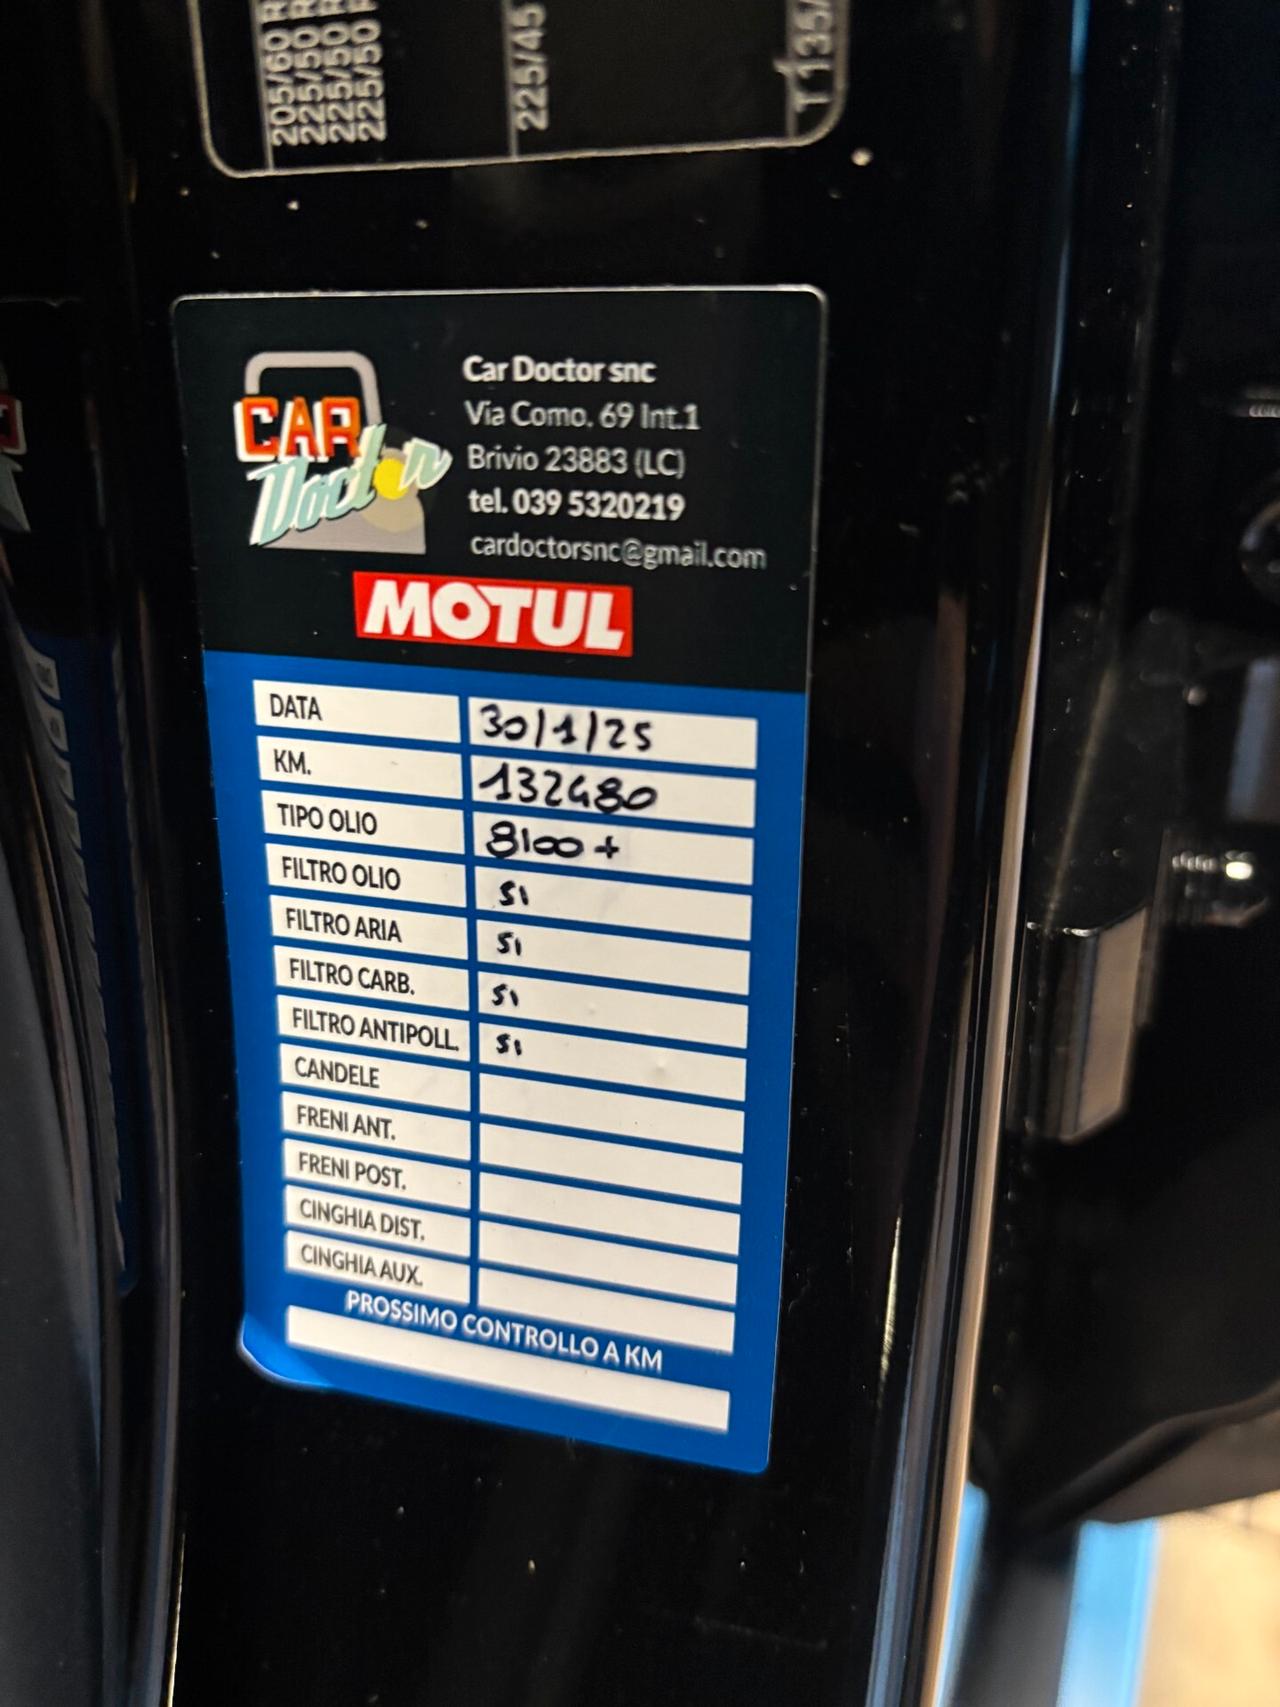 205/60 R
225/50 R
225/50 R
225/50 R
225/45
T135/
CAR
Doctor
Car Doctor snc
Via Como, 69 Int.1
Brivio 23883 (LC)
tel. 039 5320219
cardoctorsnc@gmail.com
MOTUL
DATA 30/1/25
KM. 132480
TIPO OLIO 8100+
FILTRO OLIO SI
FILTRO ARIA SI
FILTRO CARB. SI
FILTRO ANTIPOLL. SI
CANDELE
FRENI ANT.
FRENI POST.
CINGHIA DIST.
CINGHIA AUX.
PROSSIMO CONTROLLO A KM